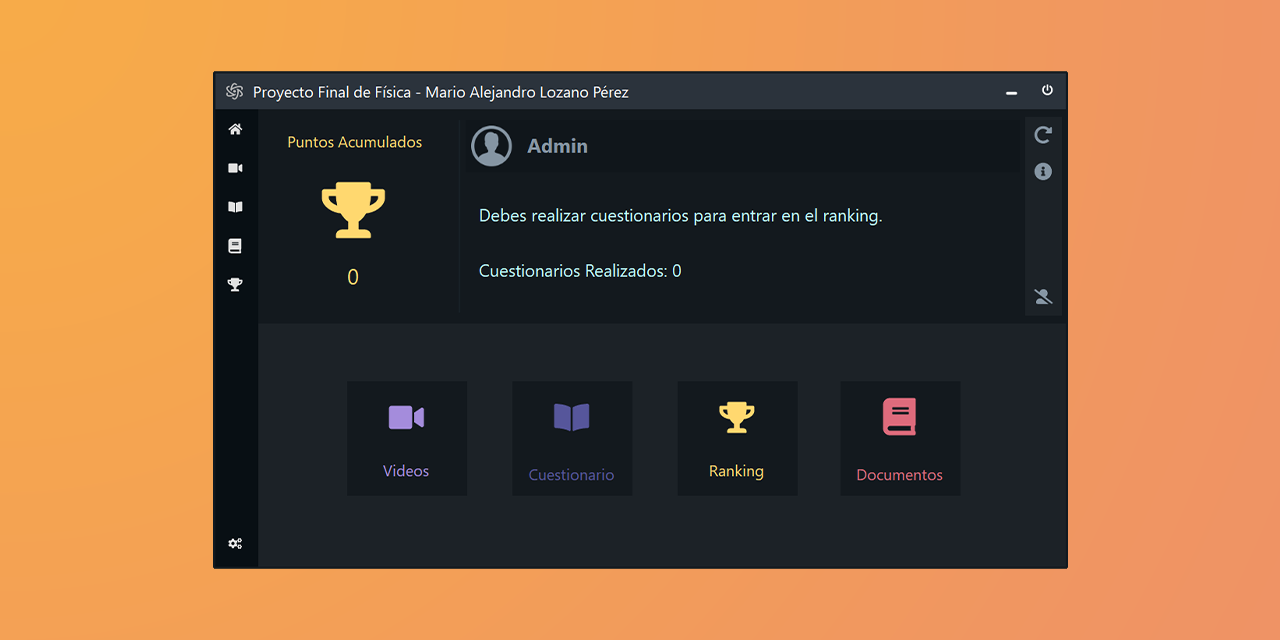 Proyecto Final de Física - Mario Alejandro Lozano Pérez
Puntos Acumulados
0
Admin
Debes realizar cuestionarios para entrar en el ranking.
Cuestionarios Realizados: 0
Videos
Cuestionario
Ranking
Documentos